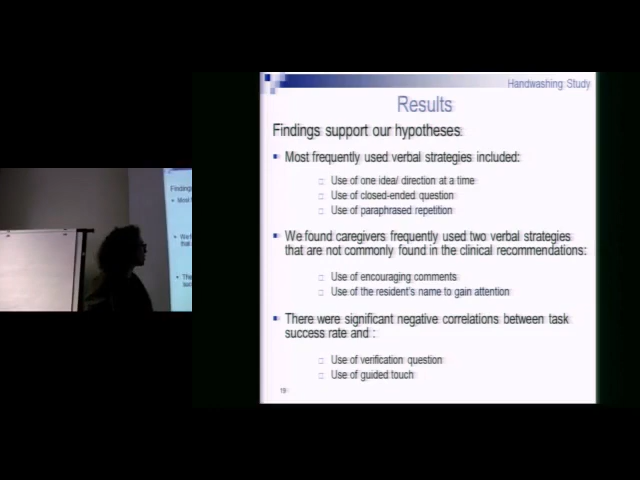 Handwashing Study
Results
Findings support our hypotheses
Most frequently used verbal strategies included:
Use of one idea/ direction at a time
Use of closed-ended question
Use of paraphrased repetition
We found caregivers frequently used two verbal strategies
that are not commonly found in the clinical recommendations:
Use of encouraging comments
Use of the resident's name to gain attention
There were significant negative correlations between task
success rate and :
Use of verification question
Use of guided touch
19